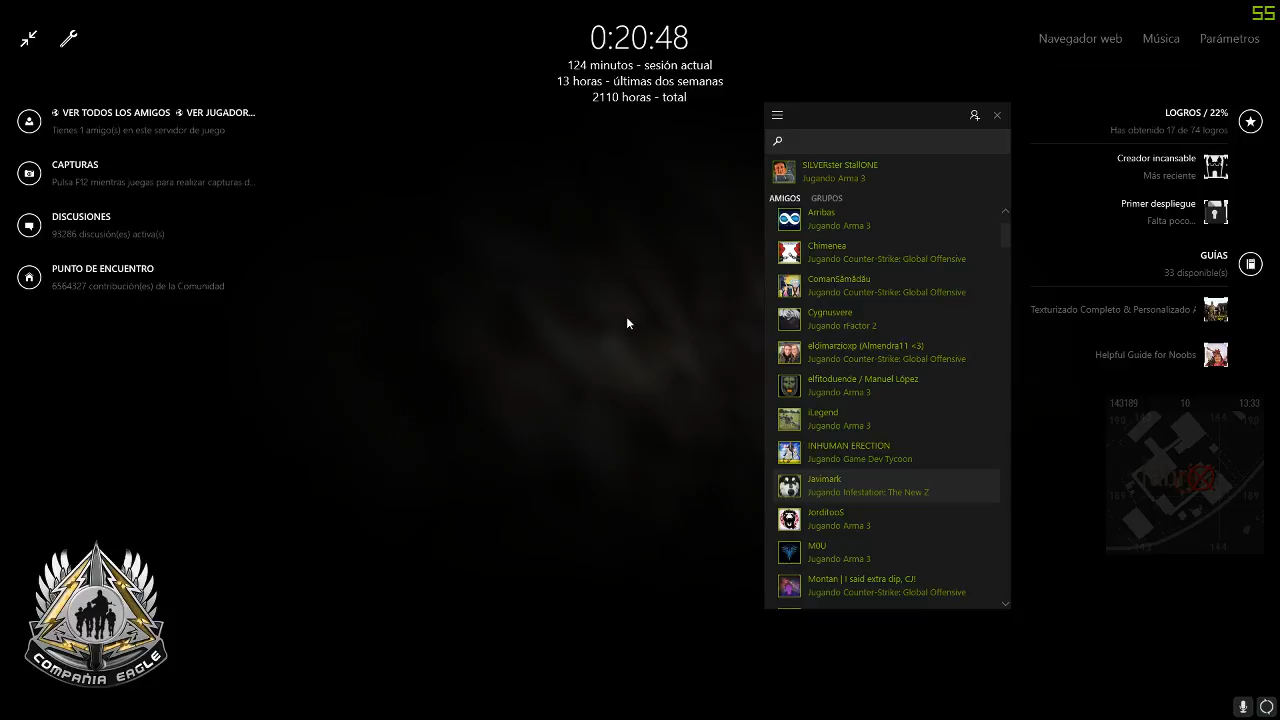 55
0:20:48
124 minutos - sesión actual
13 horas - últimas dos semanas
2110 horas - total
Navegador web
Música
Parámetros
VER TODOS LOS AMIGOS VER JUGADOR...
Tienes 1 amigo(s) en este servidor de juego
CAPTURAS
Pulsa F12 mientras juegas para realizar capturas d...
DISCUSIONES
93286 discusión(es) activa(s)
PUNTO DE ENCUENTRO
6564327 contribución(es) de la Comunidad
SILVERster StallONE
Jugando Arma 3
AMIGOS GRUPOS
Arribas
Jugando Arma 3
Chimenea
Jugando Counter-Strike: Global Offensive
ComanSâmâdâu
Jugando Counter-Strike: Global Offensive
Cygnusvere
Jugando rFactor 2
eldimarzioxp (Almendra11 <3)
Jugando Counter-Strike: Global Offensive
elfitoduende / Manuel López
Jugando Arma 3
iLegend
Jugando Arma 3
INHUMAN ERECTION
Jugando Game Dev Tycoon
Javimark
Jugando Infestation: The New Z
JorditooS
Jugando Arma 3
M0U
Jugando Arma 3
Montan | I said extra dip, CJ!
Jugando Counter-Strike: Global Offensive
LOGROS / 22%
Has obtenido 17 de 74 logros
Creador incansable
Más reciente
Primer despliegue
Falta poco...
GUÍAS
33 disponible(s)
Texturizado Completo & Personalizado A
Helpful Guide for Noobs
143189 10 13:33
COMPAÑIA EAGLE